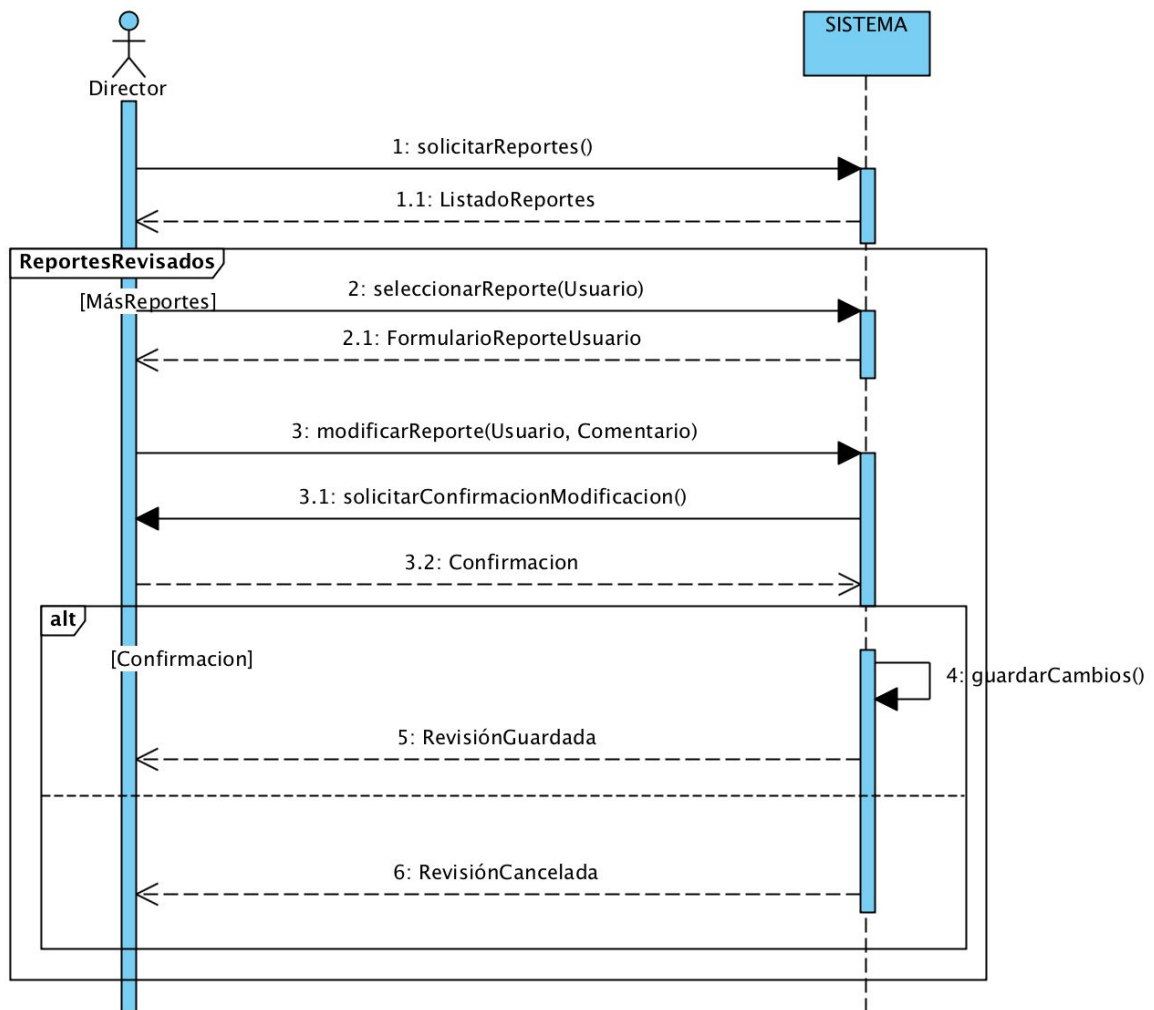 Director
SISTEMA
1: solicitarReportes()
1.1: ListadoReportes
ReportesRevisados
[MásReportes]
2: seleccionarReporte(Usuario)
2.1: FormularioReporteUsuario
3: modificarReporte(Usuario, Comentario)
3.1: solicitarConfirmacionModificacion()
3.2: Confirmacion
alt
[Confirmacion]
4: guardarCambios()
5: RevisiónGuardada
6: RevisiónCancelada